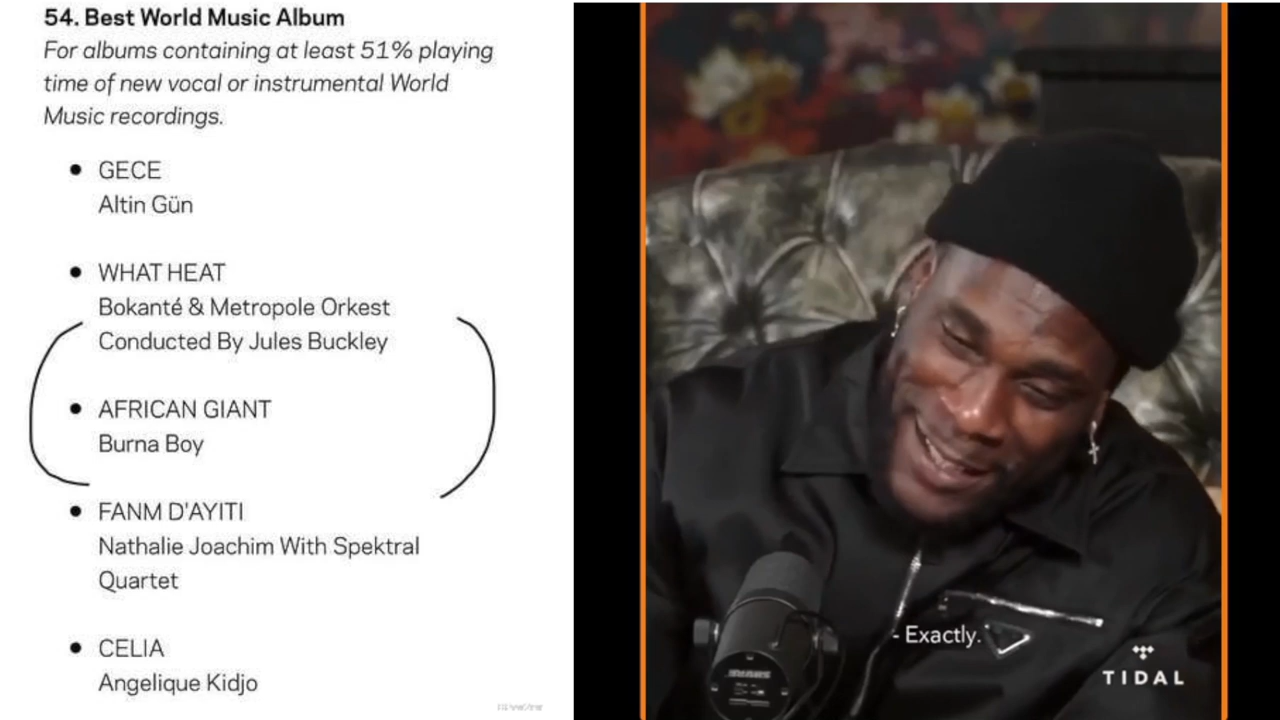 54. Best World Music Album
For albums containing at least 51% playing
time of new vocal or instrumental World
Music recordings.
• GECE
Altin Gün
• WHAT HEAT
Bokanté & Metropole Orkest
Conducted By Jules Buckley
• AFRICAN GIANT
Burna Boy
• FANM D'AYITI
Nathalie Joachim With Spektral
Quartet
• CELIA
Angelique Kidjo
- Exactly.
TIDAL